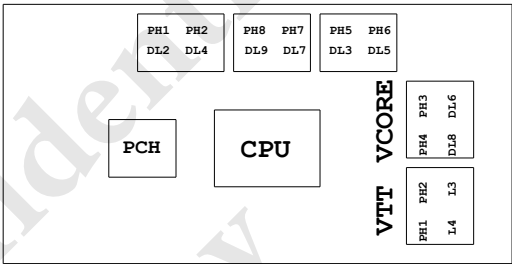 PH1 PH2
DL2 DL4
PH8 PH7
DL9 DL7
PH5 PH6
DL3 DL5
PCH
CPU
VCORE
PH3 DL6
PH4 DL8
VTT
PH2 L3
PH1 L4